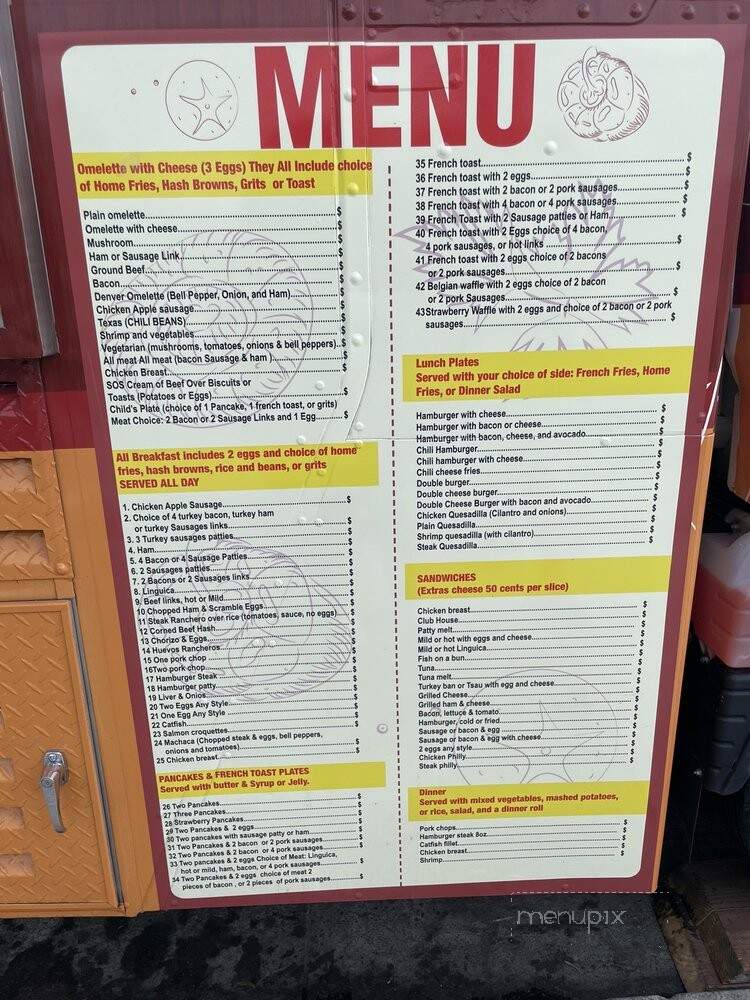 MENU
Omelette with Cheese (3 Eggs) They All Include choice
of Home Fries, Hash Browns, Grits or Toast
Plain omelette...$
Omelette with cheese...$
Mushroom...$
Ham or Sausage Link...$
Ground Beef...$
Bacon...$
Denver Omelette (Bell Pepper, Onion, and Ham)...$
Chicken Apple sausage...$
Texas (CHILI BEANS)...$
Shrimp and vegetables...$
Vegetarian (mushrooms, tomatoes, onions & bell peppers)..$
All meat All meat (bacon Sausage & ham)...$
Chicken Breast...$
SOS Cream of Beef Over Biscuits or
Toasts (Potatoes or Eggs)...$
Child's Plate (choice of 1 Pancake, 1 french toast, or grits)
Meat Choice: 2 Bacon or 2 Sausage Links and 1 Egg...$
All Breakfast includes 2 eggs and choice of home
fries, hash browns, rice and beans, or grits
SERVED ALL DAY
1. Chicken Apple Sausage...$
2. Choice of 4 turkey bacon, turkey ham
or turkey Sausages links...$
3. 3 Turkey sausages patties...$
4. Ham...$
5. 4 Bacon or 4 Sausage Patties...$
6. 2 Sausages patties...$
7. 2 Bacons or 2 Sausages links...$
8. Linguica...$
9. Beef links, hot or Mild...$
10 Chopped Ham & Scramble Eggs...$
11 Steak Ranchero over rice (tomatoes, sauce, no eggs)...$
12 Corned Beef Hash...$
13 Chorizo & Eggs...$
14 Huevos Rancheros...$
15 One pork chop...$
16 Two pork chop...$
17 Hamburger Steak...$
18 Hamburger patty...$
19 Liver & Onions...$
20 Two Eggs Any Style...$
21 One Egg Any Style...$
22 Catfish...$
23 Salmon croquettes...$
24 Machaca (Chopped steak & eggs, bell peppers,
onions and tomatoes)...$
25 Chicken breast...$
PANCAKES & FRENCH TOAST PLATES
Served with butter & Syrup or Jelly.
26 Two Pancakes...$
27 Three Pancakes...$
28 Strawberry Pancakes...$
29 Two Pancakes & 2 eggs...$
30 Two pancakes with sausage patty or ham...$
31 Two Pancakes & 2 bacon or 2 pork sausages...$
32 Two Pancakes & 2 bacon or 4 pork sausages...$
33 Two pancakes & 2 eggs Choice of Meat: Linguica,
hot or mild, ham, bacon, or 4 pork sausages...$
34 Two Pancakes & 2 eggs choice of meat 2
pieces of bacon , or 2 pieces of pork sausages...$
35 French toast...$
36 French toast with 2 eggs...$
37 French toast with 2 bacon or 2 pork sausages...$
38 French toast with 4 bacon or 4 pork sausages...$
39 French Toast with 2 Sausage patties or Ham...$
40 French toast with 2 Eggs choice of 4 bacon,
4 pork sausages, or hot links...$
41 French toast with 2 eggs choice of 2 bacons
or 2 pork sausages...$
42 Belgian waffle with 2 eggs choice of 2 bacon
or 2 pork Sausages...$
43Strawberry Waffle with 2 eggs and choice of 2 bacon or 2 pork
sausages...$
Lunch Plates
Served with your choice of side: French Fries, Home
Fries, or Dinner Salad
Hamburger with cheese...$
Hamburger with bacon or cheese...$
Hamburger with bacon, cheese, and avocado...$
Chili Hamburger...$
Chili hamburger with cheese...$
Chili cheese fries...$
Double burger...$
Double cheese burger...$
Double Cheese Burger with bacon and avocado...$
Chicken Quesadilla (Cilantro and onions)...$
Plain Quesadilla...$
Shrimp quesadilla (with cilantro)...$
Steak Quesadilla...$
SANDWICHES
(Extras cheese 50 cents per slice)
Chicken breast...$
Club House...$
Patty melt...$
Mild or hot with eggs and cheese...$
Mild or hot Linguica...$
Fish on a bun...$
Tuna...$
Tuna melt...$
Turkey ban or Tsau with egg and cheese...$
Grilled Cheese...$
Grilled ham & cheese...$
Bacon, lettuce & tomato...$
Hamburger, cold or fried...$
Sausage or bacon & egg...$
Sausage or bacon & egg with cheese...$
2 eggs any style...$
Chicken Philly...$
Steak philly...$
Dinner
Served with mixed vegetables, mashed potatoes,
or rice, salad, and a dinner roll
Pork chops...$
Hamburger steak 8oz...$
Catfish fillet...$
Chicken breast...$
Shrimp...$
menupix